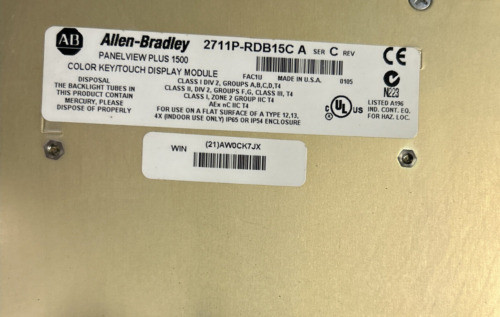 AB Allen-Bradley 2711P-RDB15C A SER C REV
PANELVIEW PLUS 1500
COLOR KEY/TOUCH DISPLAY MODULE
FAC1U MADE IN U.S.A. 0105
DISPOSAL
THE BACKLIGHT TUBES IN
THIS PRODUCT CONTAIN
MERCURY, PLEASE
DISPOSE OF PROPERLY
CLASS I DIV 2, GROUPS A,B,C,D,T4
CLASS II, DIV 2, GROUPS F,G, CLASS III, T4
CLASS I, ZONE 2 GROUP IIC T4
AEx nC IIC T4
FOR USE ON A FLAT SURFACE OF A TYPE 12,13,
4X (INDOOR USE ONLY) IP65 OR IP54 ENCLOSURE
CE
N223
C UL US
LISTED A196
IND. CONT. EQ.
FOR HAZ. LOC.
WIN (21)AW0CK7JX